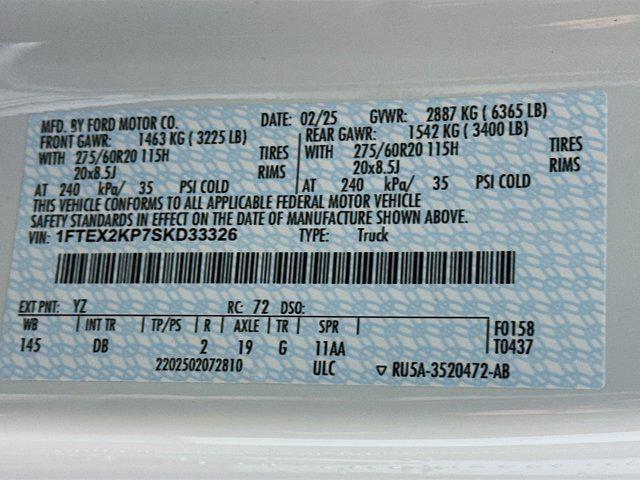 MFD. BY FORD MOTOR CO. DATE: 02/25 GVWR: 2887 KG ( 6365 LB)
FRONT GAWR: 1463 KG ( 3225 LB) REAR GAWR: 1542 KG ( 3400 LB)
WITH 275/60R20 115H TIRES WITH 275/60R20 115H TIRES
20x8.5J RIMS 20x8.5J RIMS
AT 240 kPa/ 35 PSI COLD AT 240 kPa/ 35 PSI COLD
THIS VEHICLE CONFORMS TO ALL APPLICABLE FEDERAL MOTOR VEHICLE
SAFETY STANDARDS IN EFFECT ON THE DATE OF MANUFACTURE SHOWN ABOVE.
VIN: 1FTEX2KP7SKD33326 TYPE: Truck
EXT PNT: YZ RC: 72 DSO:
WB INT TR TP/PS R AXLE TR SPR F0158
145 DB 2 19 G 11AA T0437
2202502072810 ULC ▽ RU5A-3520472-AB